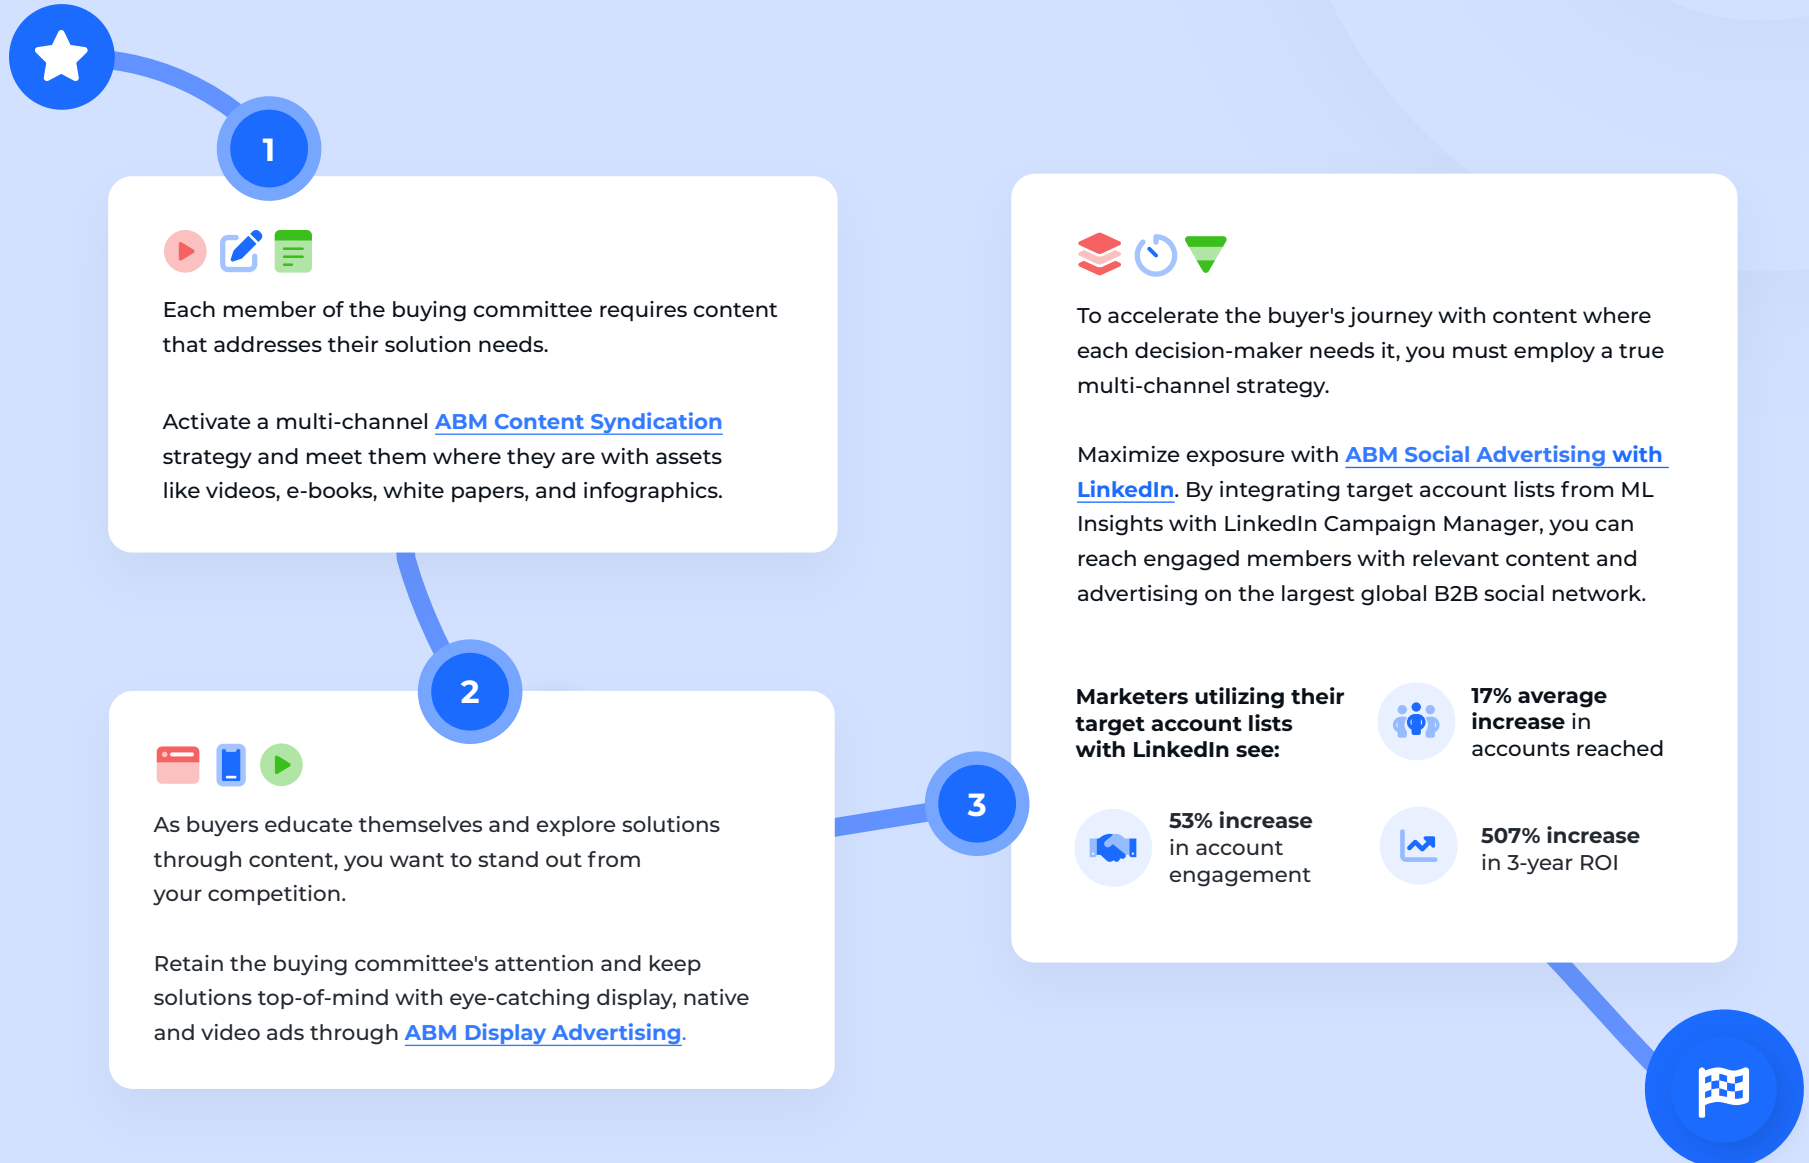 1
Each member of the buying committee requires content
that addresses their solution needs.
Activate a multi-channel ABM Content Syndication
strategy and meet them where they are with assets
like videos, e-books, white papers, and infographics.
2
As buyers educate themselves and explore solutions
through content, you want to stand out from
your competition.
Retain the buying committee's attention and keep
solutions top-of-mind with eye-catching display, native
and video ads through ABM Display Advertising.
3
To accelerate the buyer's journey with content where
each decision-maker needs it, you must employ a true
multi-channel strategy.
Maximize exposure with ABM Social Advertising with
LinkedIn. By integrating target account lists from ML
Insights with LinkedIn Campaign Manager, you can
reach engaged members with relevant content and
advertising on the largest global B2B social network.
Marketers utilizing their
target account lists
with LinkedIn see:
17% average
increase in
accounts reached
53% increase
in account
engagement
507% increase
in 3-year ROI